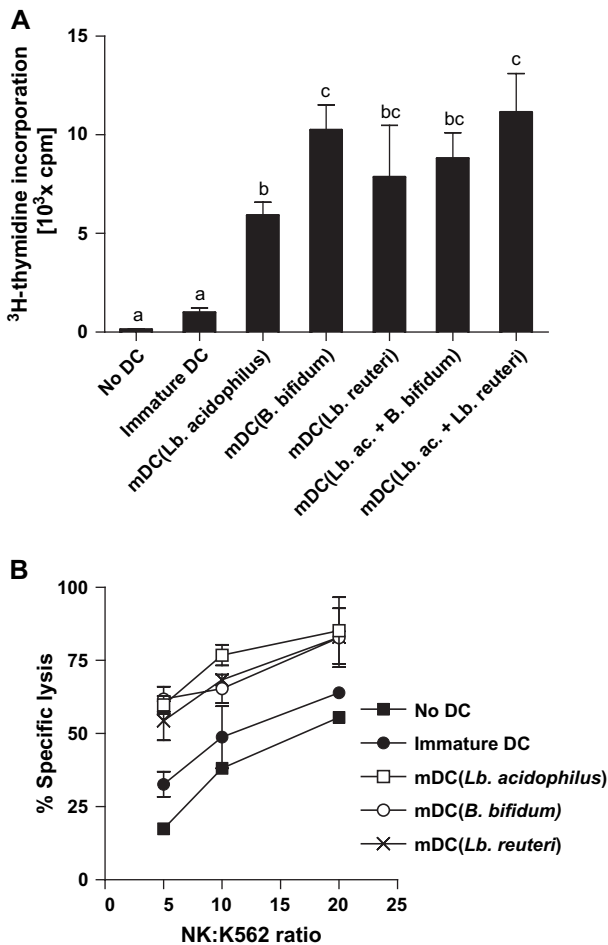 A
³H-thymidine incorporation
[10³x cpm]
15
10
5
0
a
a
b
c
bc
bc
c
No DC
Immature DC
mDC(Lb. acidophilus)
mDC(B. bifidum)
mDC(Lb. reuteri)
mDC(Lb. ac. + B. bifidum)
mDC(Lb. ac. + Lb. reuteri)
B
% Specific lysis
100
75
50
25
0
0 5 10 15 20 25
NK:K562 ratio
No DC
Immature DC
mDC(Lb. acidophilus)
mDC(B. bifidum)
mDC(Lb. reuteri)